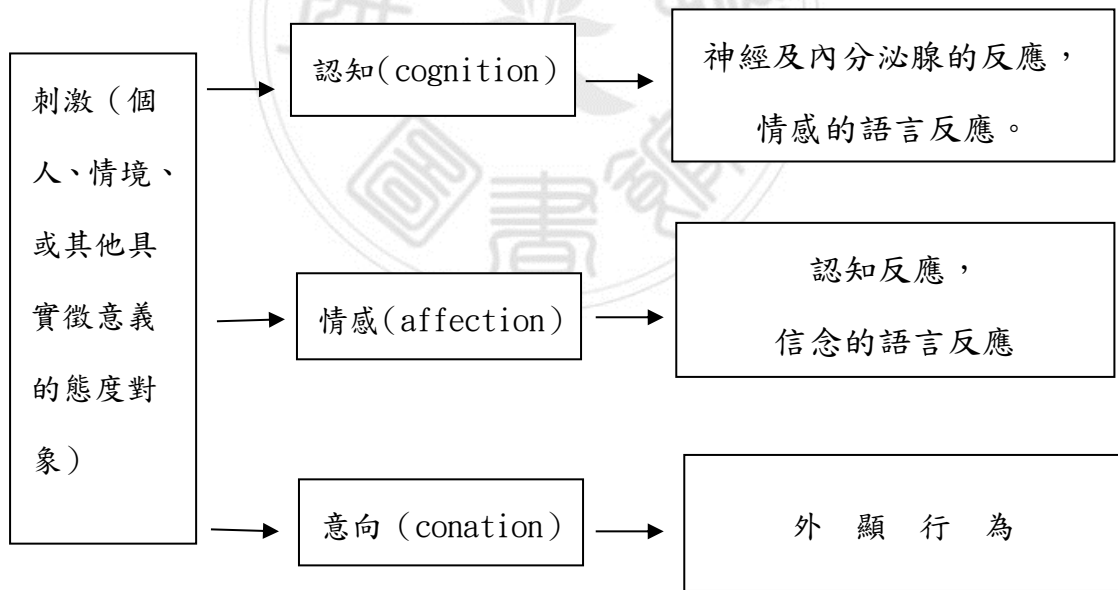 刺激（個
人、情境、
或其他具
實徵意義
的態度對
象）
認知(cognition)
神經及內分泌腺的反應，
情感的語言反應。
情感(affection)
認知反應，
信念的語言反應
意向（conation）
外顯行為
書